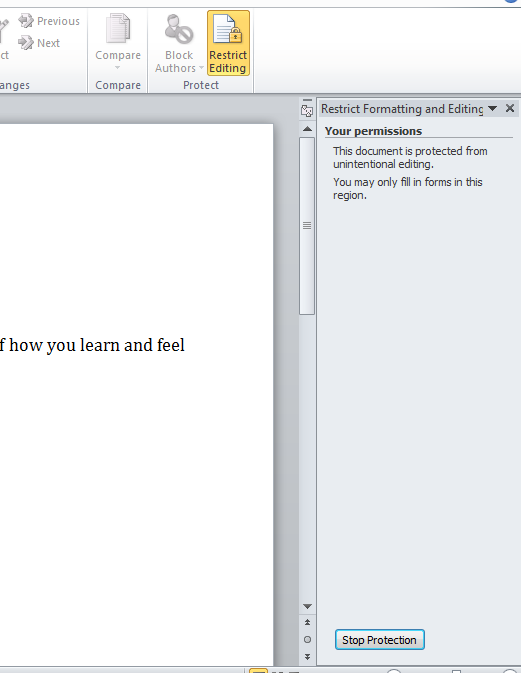 Previous
Next
ct
anges
Compare
Compare
Block
Authors
Restrict
Editing
Protect
Restrict Formatting and Editing
Your permissions
This document is protected from
unintentional editing.
You may only fill in forms in this
region.
f how you learn and feel
Stop Protection